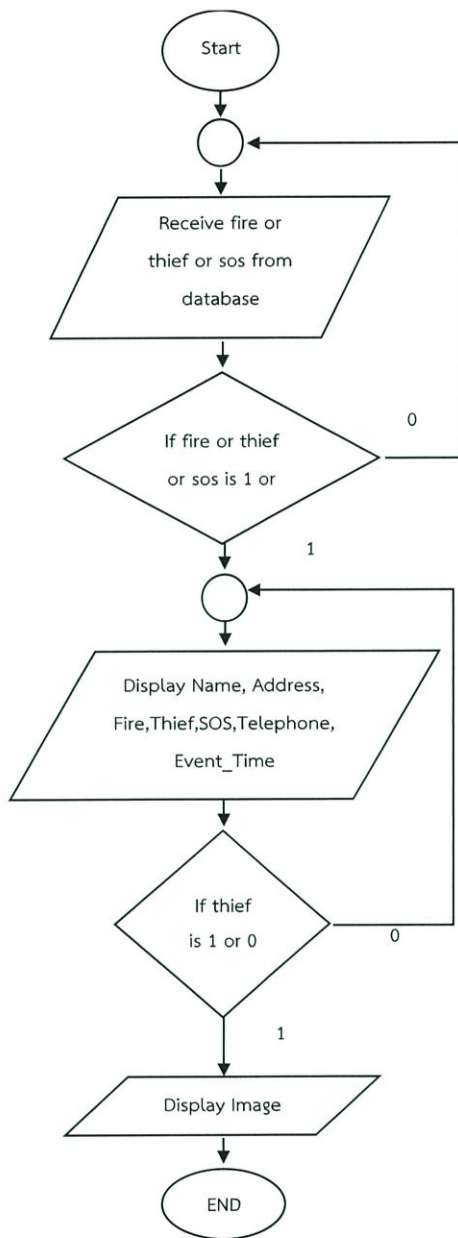 Start
Receive fire or
thief or sos from
database
0
If fire or thief
or sos is 1 or
1
Display Name, Address,
Fire,Thief,SOS,Telephone,
Event_Time
If thief
is 1 or 0
0
1
Display Image
END